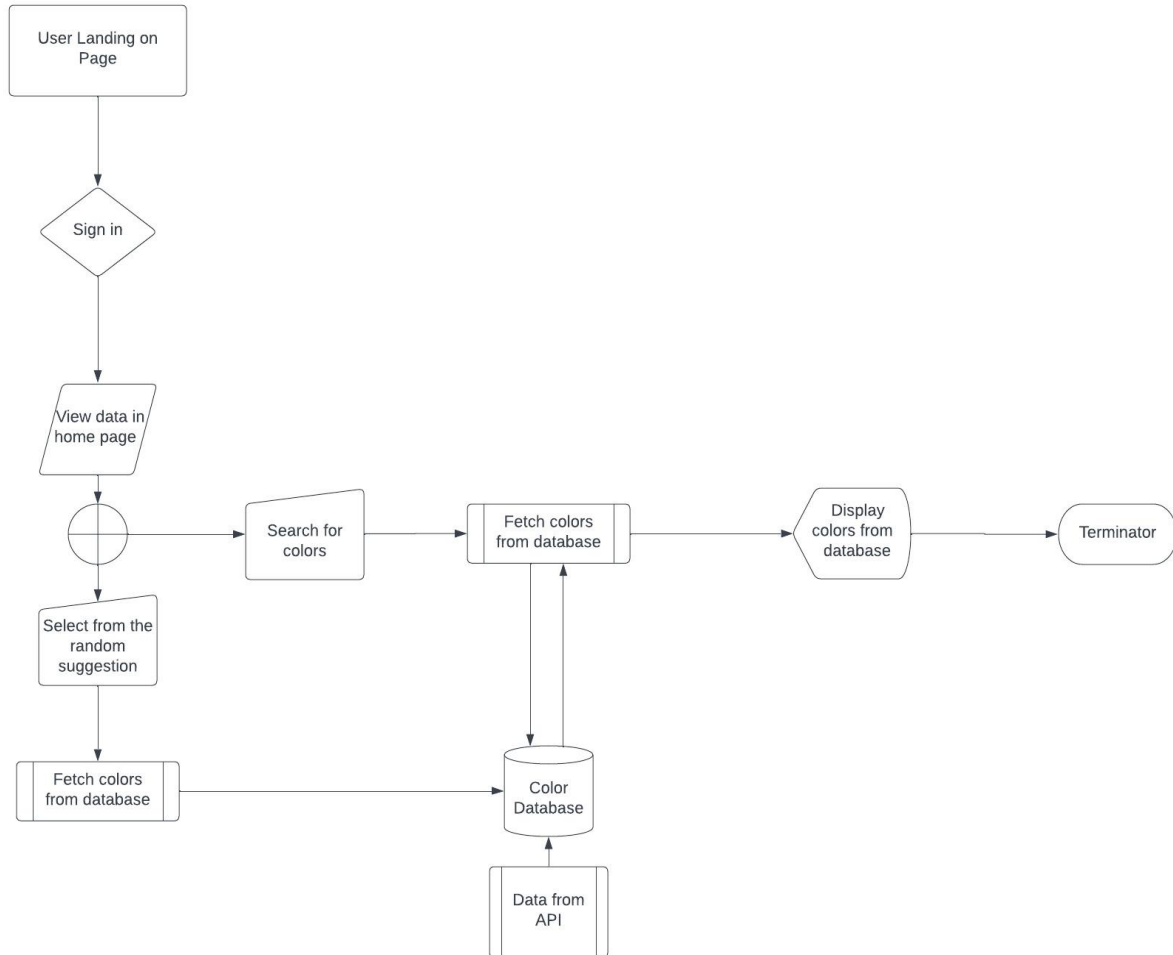 User Landing on
Page
Sign in
View data in
home page
Search for
colors
Fetch colors
from database
Display
colors from
database
Terminator
Select from the
random
suggestion
Fetch colors
from database
Color
Database
Data from
API